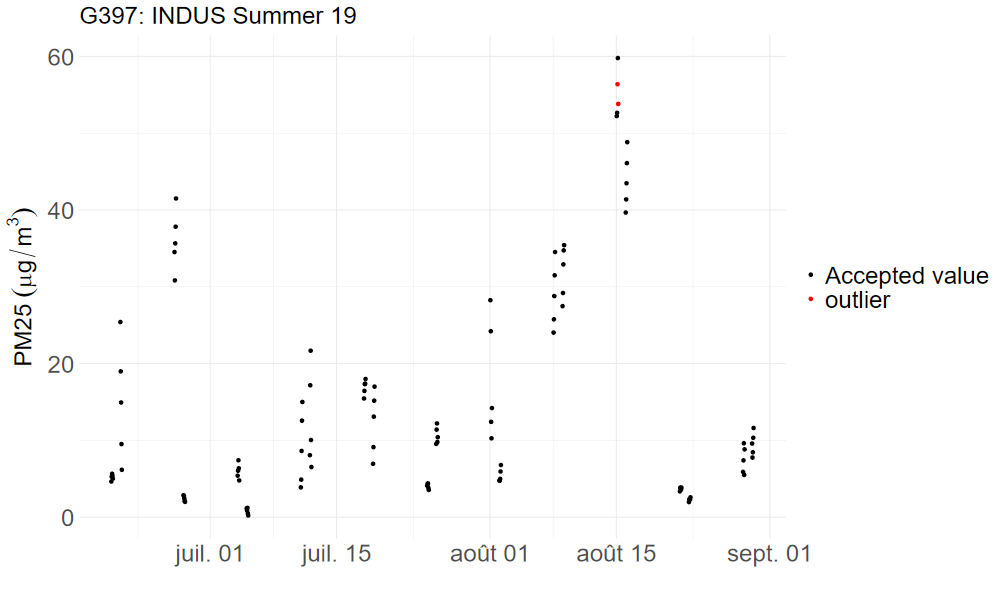 G397: INDUS Summer 19
60
40
20
0
PM25 (μg/m³)
juil. 01 juil. 15 août 01 août 15 sept. 01
Accepted value
outlier